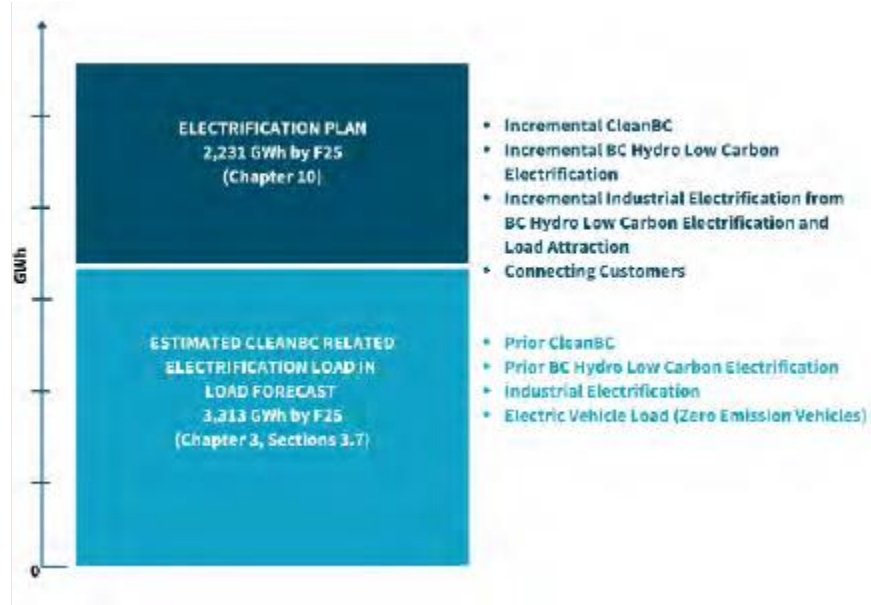 ELECTRIFICATION PLAN
2,231 GWh by F25
(Chapter 10)
• Incremental CleanBC
• Incremental BC Hydro Low Carbon
Electrification
• Incremental Industrial Electrification from
BC Hydro Low Carbon Electrification and
Load Attraction
• Connecting Customers
GWh
ESTIMATED CLEANBC RELATED
ELECTRIFICATION LOAD IN
LOAD FORECAST
3,313 GWh by F25
(Chapter 3, Sections 3.7)
• Prior CleanBC
• Prior BC Hydro Low Carbon Electrification
• Industrial Electrification
• Electric Vehicle Load (Zero Emission Vehicles)
0